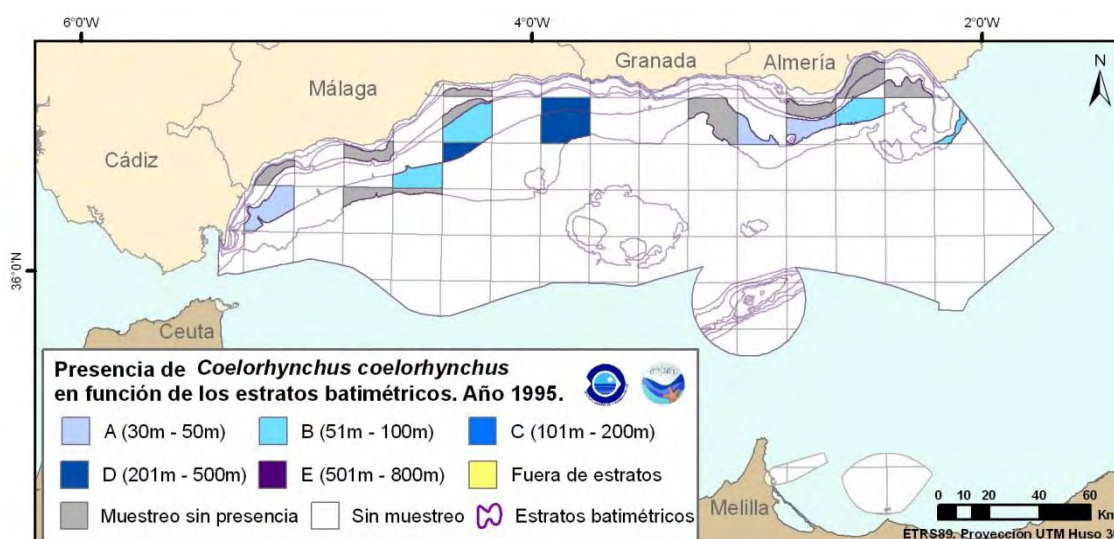 6°0'W 4°0'W 2°0'W
Granada Almería
Málaga
N
Cádiz
36°0'N
Ceuta
Presencia de Coelorhynchus coelorhynchus
en función de los estratos batimétricos. Año 1995.
A (30m - 50m) B (51m - 100m) C (101m - 200m)
D (201m - 500m) E (501m - 800m) Fuera de estratos
Muestreo sin presencia Sin muestreo Estratos batimétricos
Melilla
0 10 20 40 60
Km
ETRS89. Proyección UTM Huso 3